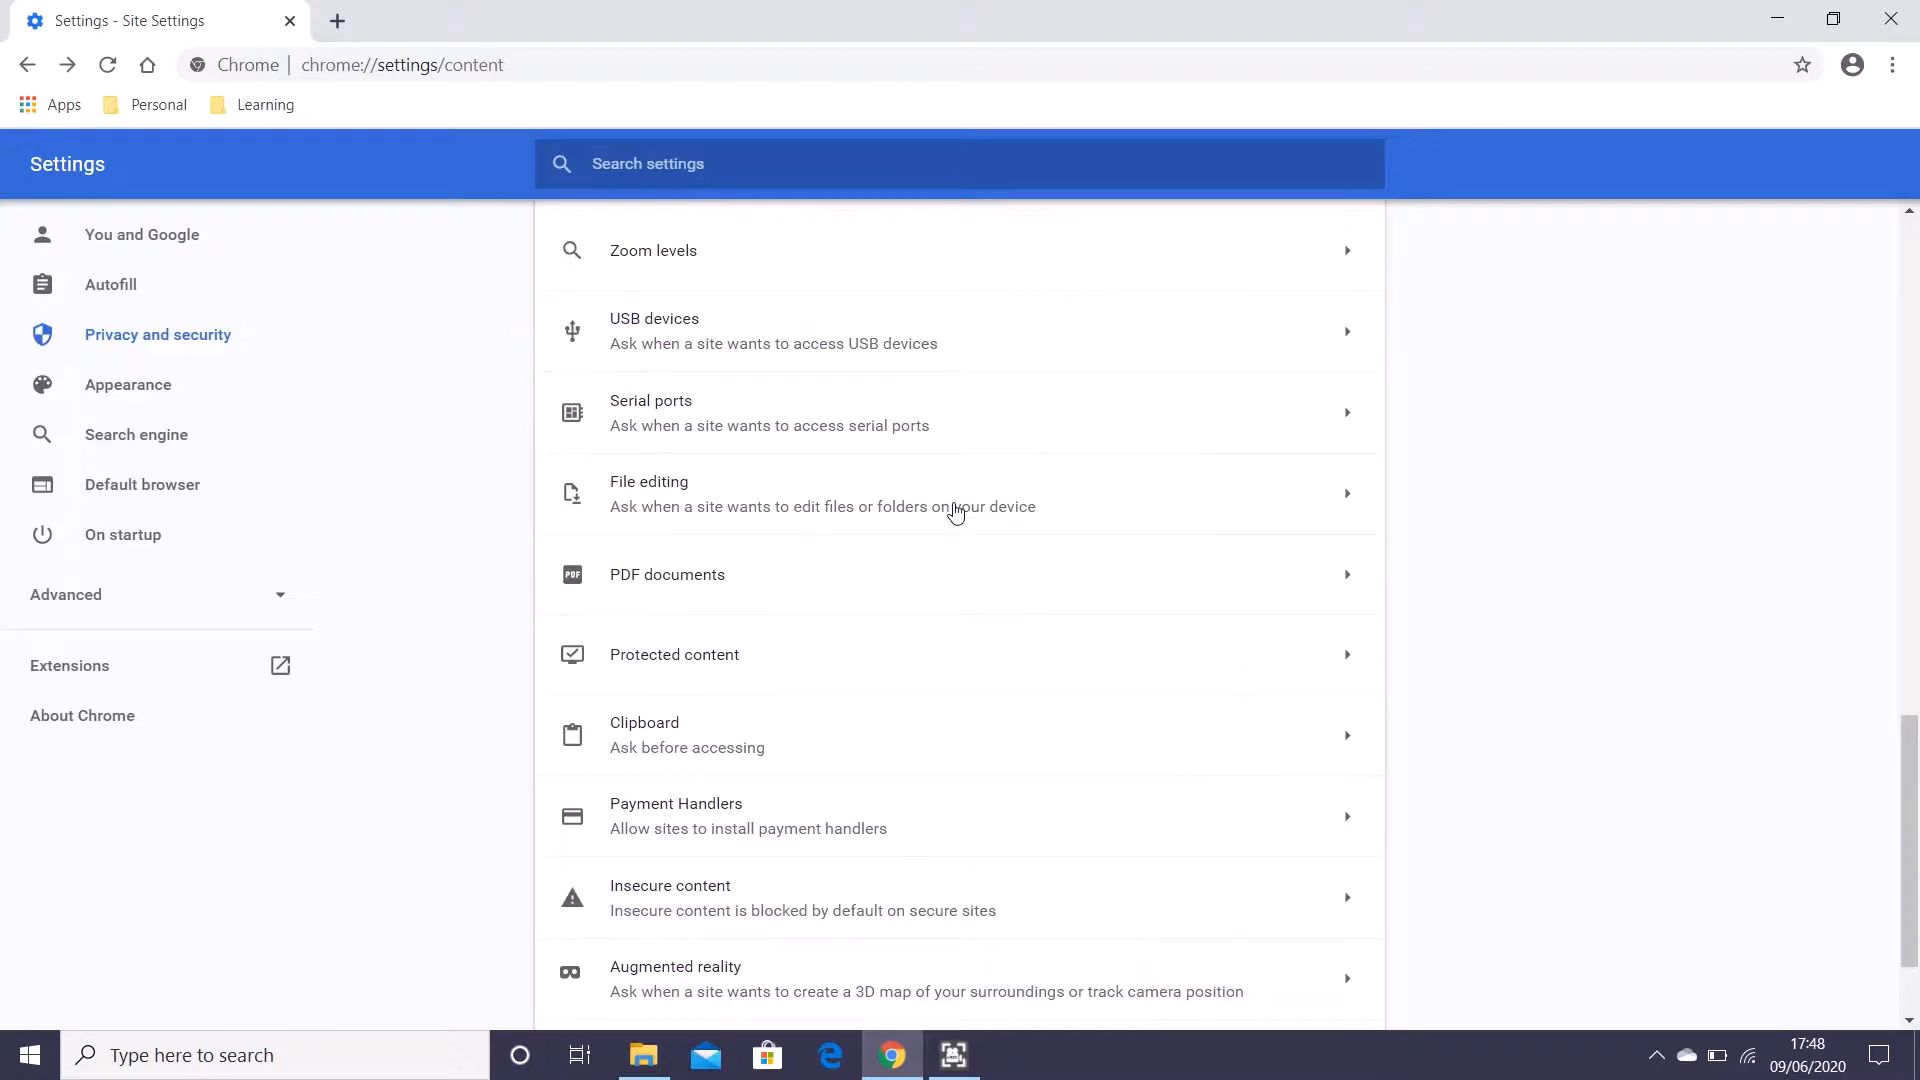 Settings - Site Settings
Chrome | chrome://settings/content
Apps
Personal
Learning
Settings
Search settings
You and Google
Autofill
Privacy and security
Appearance
Search engine
Default browser
On startup
Advanced
Extensions
About Chrome
Zoom levels
USB devices
Ask when a site wants to access USB devices
Serial ports
Ask when a site wants to access serial ports
File editing
Ask when a site wants to edit files or folders on your device
PDF
PDF documents
Protected content
Clipboard
Ask before accessing
Payment Handlers
Allow sites to install payment handlers
Insecure content
Insecure content is blocked by default on secure sites
Augmented reality
Ask when a site wants to create a 3D map of your surroundings or track camera position
Type here to search
17:48
09/06/2020